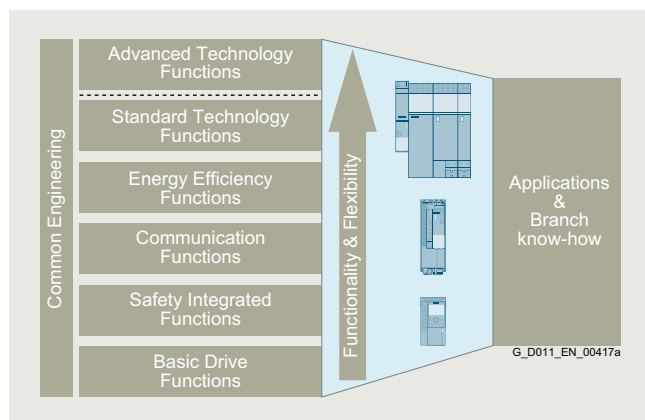 Common Engineering
Advanced Technology
Functions
Standard Technology
Functions
Energy Efficiency
Functions
Communication
Functions
Safety Integrated
Functions
Basic Drive
Functions
Functionality & Flexibility
Applications
&
Branch
know-how
G_D011_EN_00417a